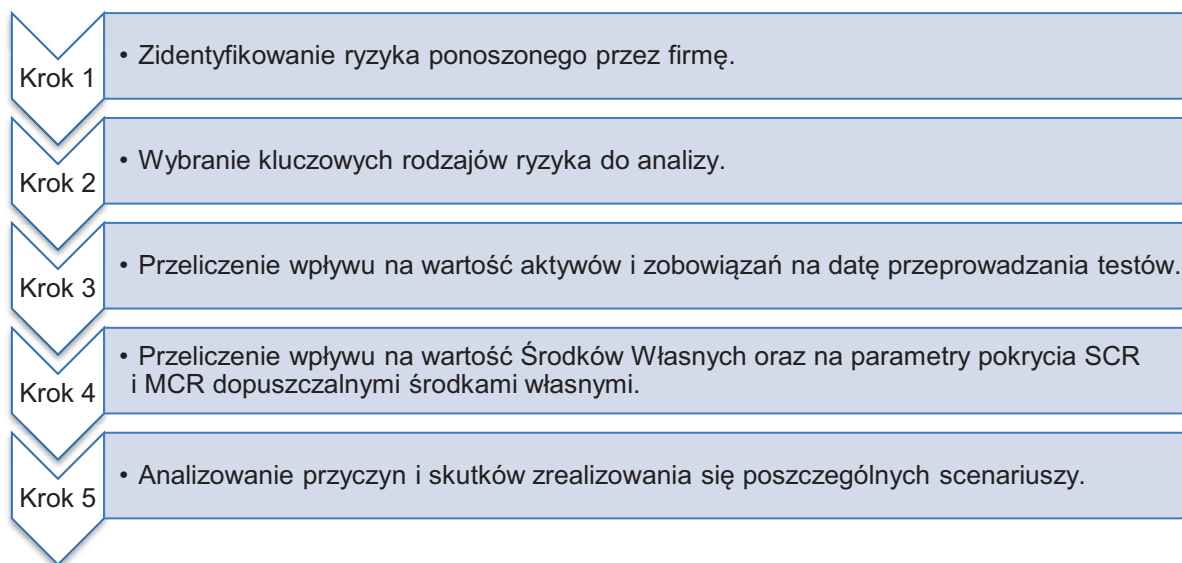 Krok 1
• Zidentyfikowanie ryzyka ponoszonego przez firmę.
Krok 2
• Wybranie kluczowych rodzajów ryzyka do analizy.
Krok 3
• Przeliczenie wpływu na wartość aktywów i zobowiązań na datę przeprowadzania testów.
Krok 4
• Przeliczenie wpływu na wartość Środków Własnych oraz na parametry pokrycia SCR
i MCR dopuszczalnymi środkami własnymi.
Krok 5
• Analizowanie przyczyn i skutków zrealizowania się poszczególnych scenariuszy.